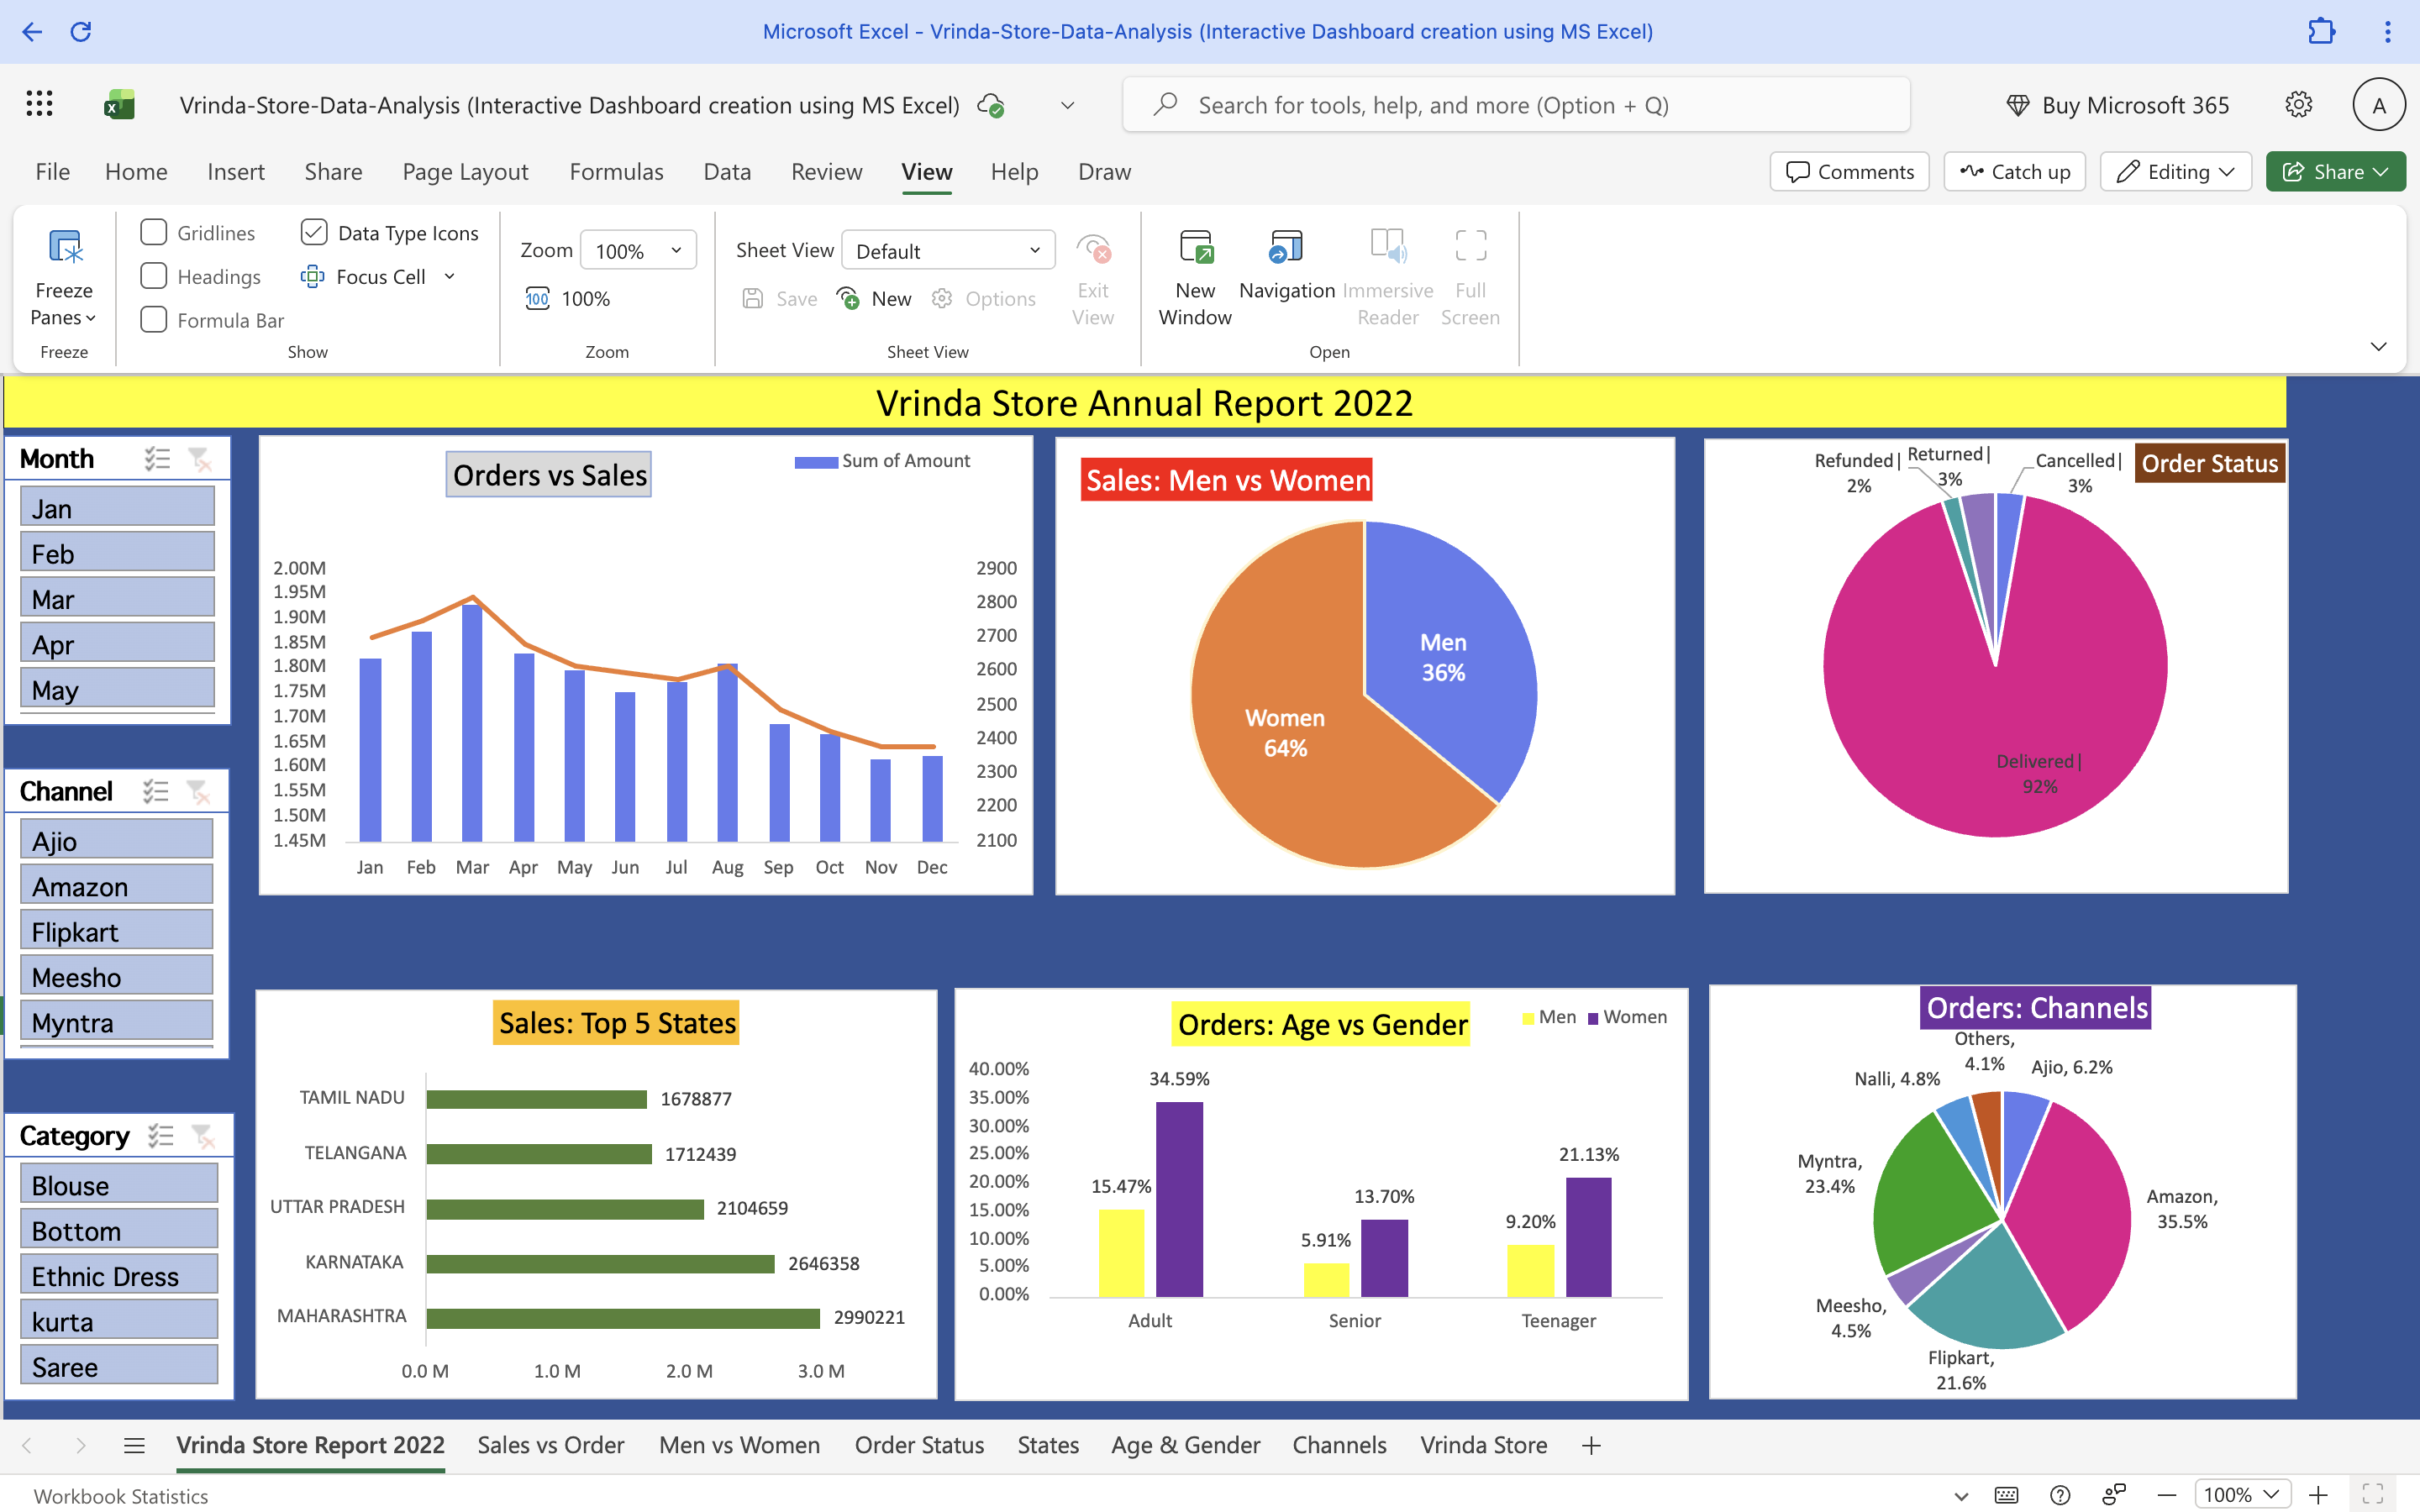 Microsoft Excel - Vrinda-Store-Data-Analysis (Interactive Dashboard creation using MS Excel)
Vrinda-Store-Data-Analysis (Interactive Dashboard creation using MS Excel)
Search for tools, help, and more (Option + Q)
Buy Microsoft 365
A
File Home Insert Share Page Layout Formulas Data Review View Help Draw
Comments Catch up Editing Share
Freeze
Panes
Freeze
Gridlines
Headings
Formula Bar
Data Type Icons
Focus Cell
Show
Zoom 100%
100 100%
Zoom
Sheet View Default
Save New Options
Exit
View
Sheet View
New
Window
Navigation
Immersive
Reader
Full
Screen
Open
Vrinda Store Annual Report 2022
Month
Jan
Feb
Mar
Apr
May
Channel
Ajio
Amazon
Flipkart
Meesho
Myntra
Category
Blouse
Bottom
Ethnic Dress
kurta
Saree
Orders vs Sales
Sum of Amount
2.00M
1.95M
1.90M
1.85M
1.80M
1.75M
1.70M
1.65M
1.60M
1.55M
1.50M
1.45M
2900
2800
2700
2600
2500
2400
2300
2200
2100
Jan Feb Mar Apr May Jun Jul Aug Sep Oct Nov Dec
Sales: Men vs Women
Men
36%
Women
64%
Order Status
Refunded|
2%
Returned|
3%
Cancelled|
3%
Delivered|
92%
Sales: Top 5 States
TAMIL NADU 1678877
TELANGANA 1712439
UTTAR PRADESH 2104659
KARNATAKA 2646358
MAHARASHTRA 2990221
0.0 M 1.0 M 2.0 M 3.0 M
Orders: Age vs Gender
Men Women
40.00%
35.00%
30.00%
25.00%
20.00%
15.00%
10.00%
5.00%
0.00%
15.47% 34.59%
5.91% 13.70%
9.20% 21.13%
Adult Senior Teenager
Orders: Channels
Others,
4.1%
Ajio, 6.2%
Nalli, 4.8%
Myntra,
23.4%
Amazon,
35.5%
Meesho,
4.5%
Flipkart,
21.6%
Vrinda Store Report 2022 Sales vs Order Men vs Women Order Status States Age & Gender Channels Vrinda Store
Workbook Statistics
100%